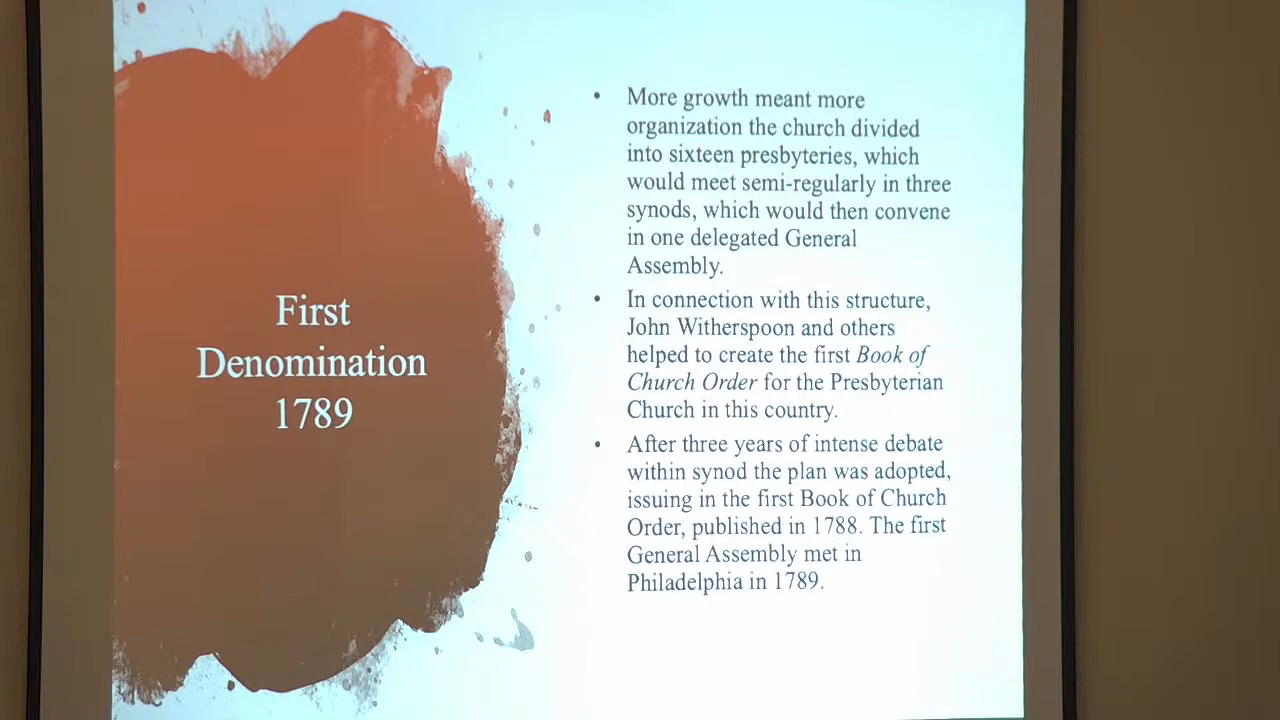 First
Denomination
1789
• More growth meant more
organization the church divided
into sixteen presbyteries, which
would meet semi-regularly in three
synods, which would then convene
in one delegated General
Assembly.
• In connection with this structure,
John Witherspoon and others
helped to create the first Book of
Church Order for the Presbyterian
Church in this country.
• After three years of intense debate
within synod the plan was adopted,
issuing in the first Book of Church
Order, published in 1788. The first
General Assembly met in
Philadelphia in 1789.